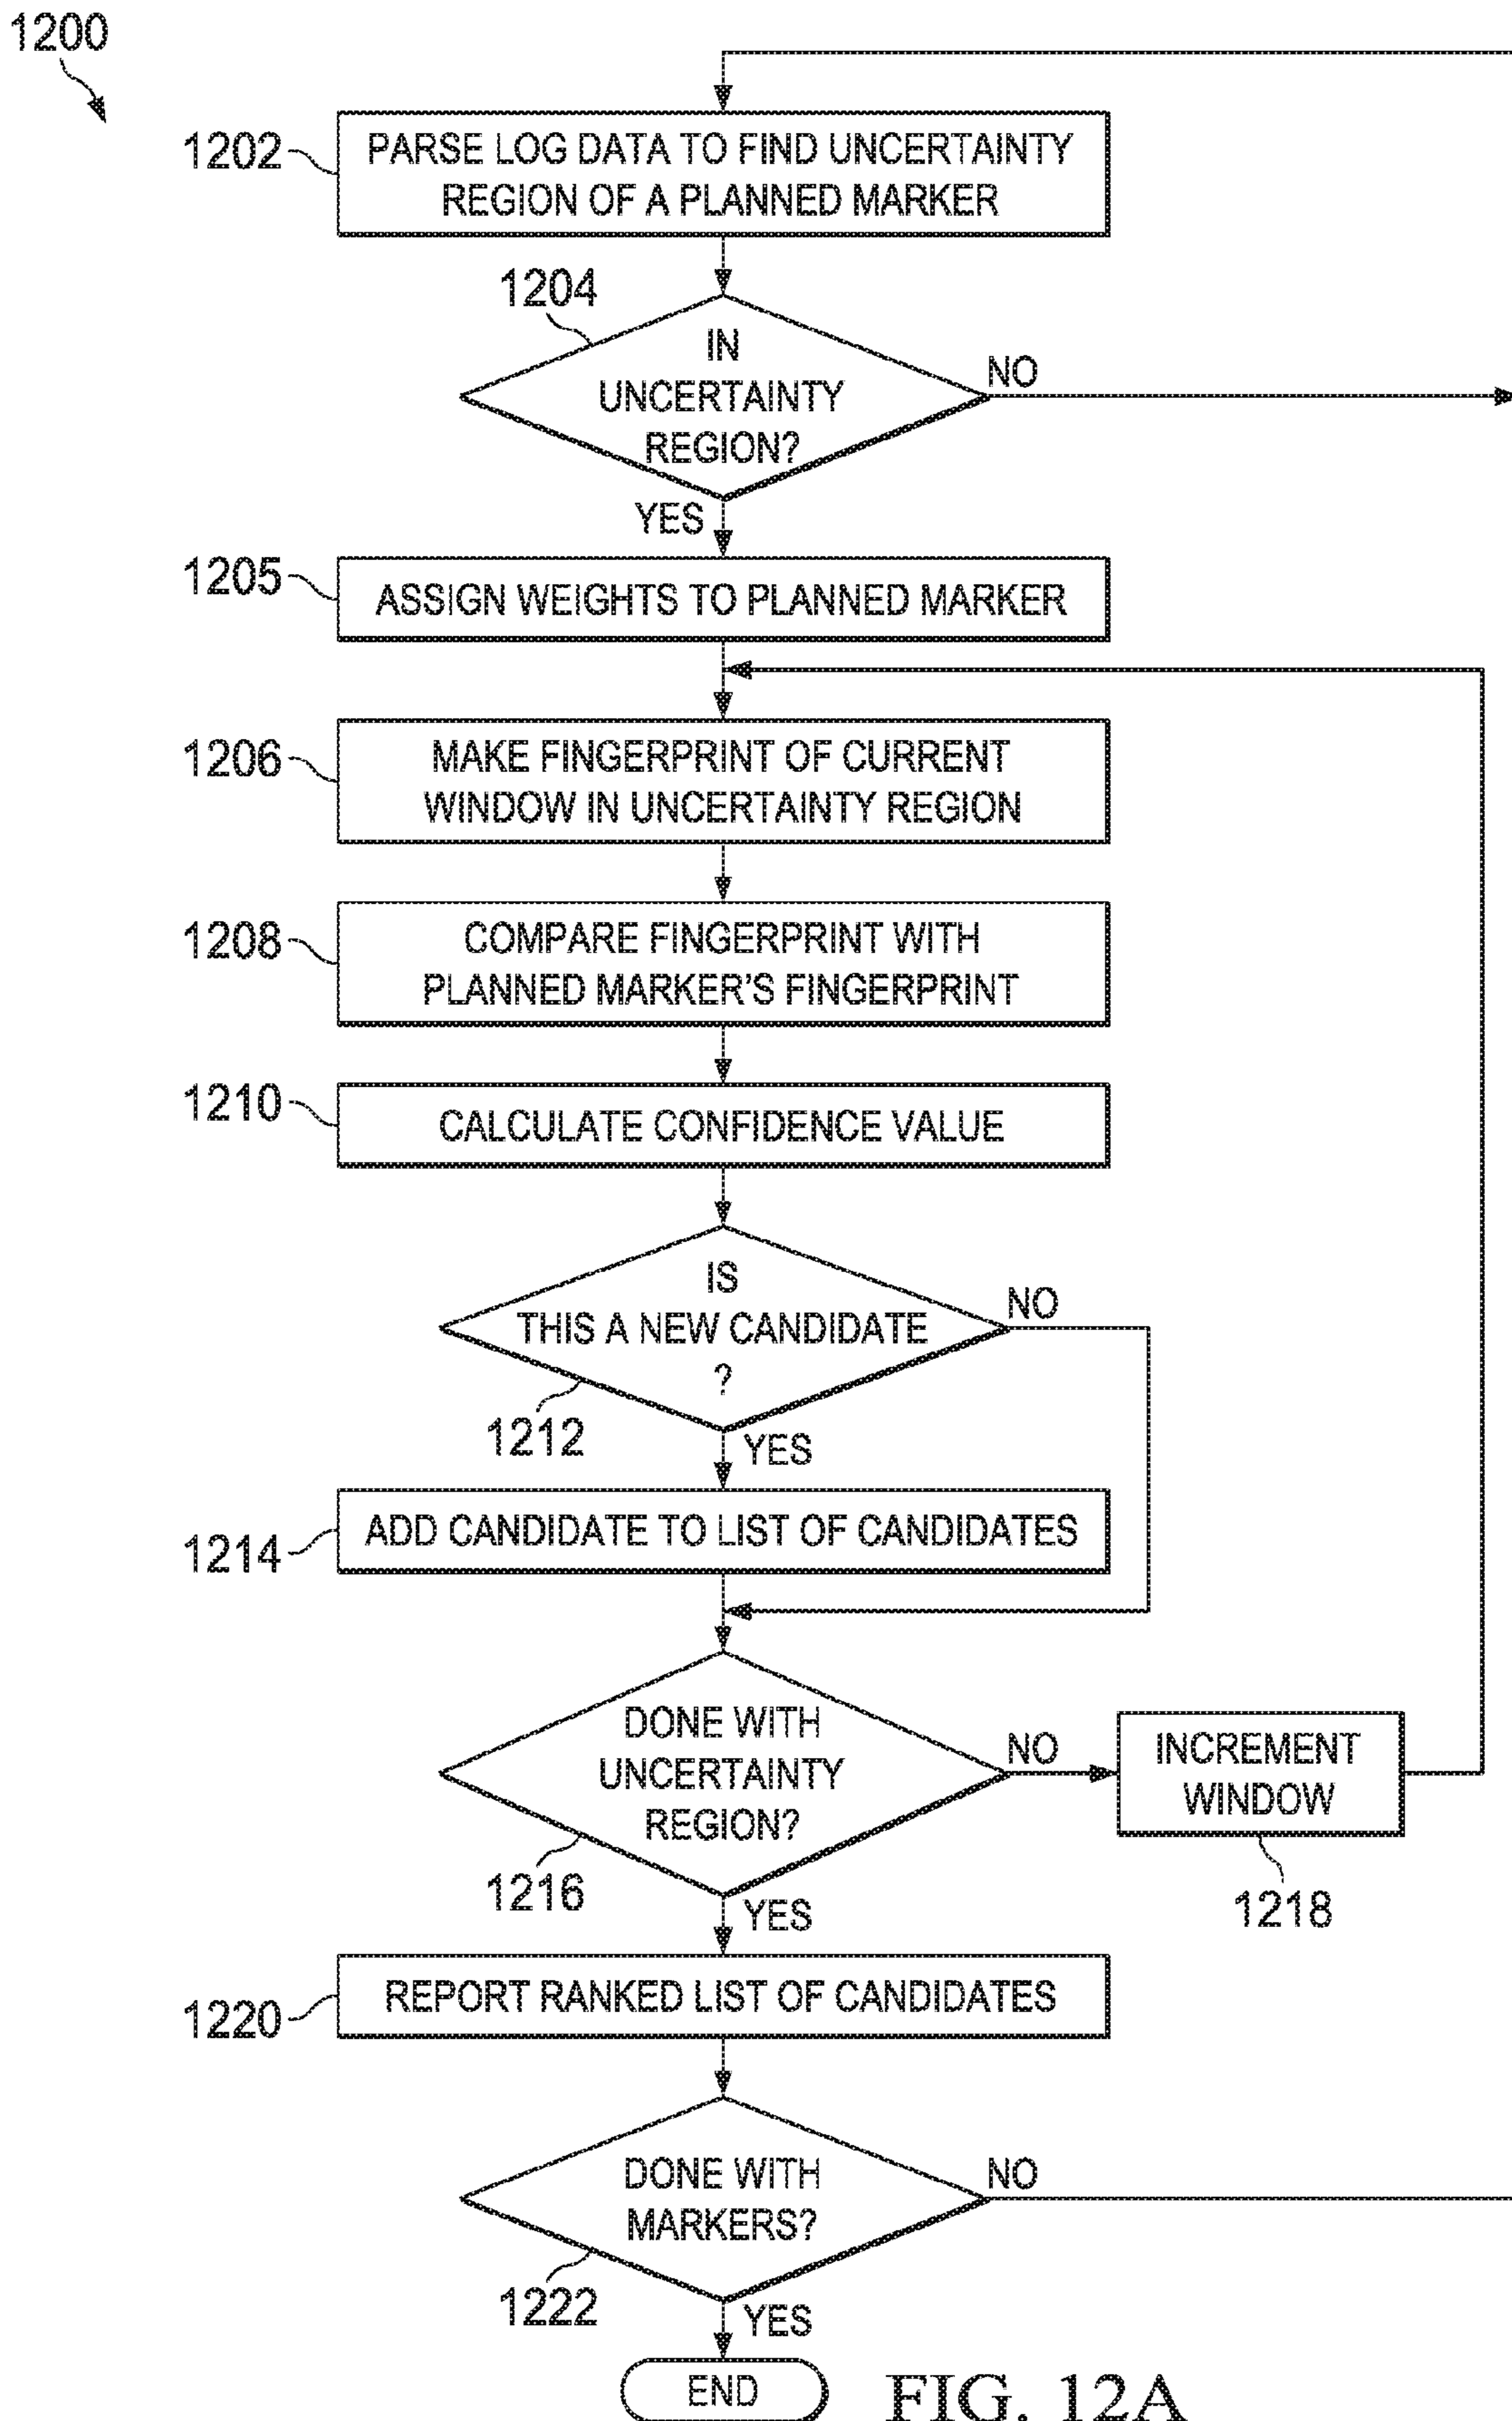 1200
1202
PARSE LOG DATA TO FIND UNCERTAINTY
REGION OF A PLANNED MARKER
1204
IN
UNCERTAINTY
REGION?
NO
YES
1205
ASSIGN WEIGHTS TO PLANNED MARKER
1206
MAKE FINGERPRINT OF CURRENT
WINDOW IN UNCERTAINTY REGION
1208
COMPARE FINGERPRINT WITH
PLANNED MARKER'S FINGERPRINT
1210
CALCULATE CONFIDENCE VALUE
IS
THIS A NEW CANDIDATE
?
NO
1212
YES
1214
ADD CANDIDATE TO LIST OF CANDIDATES
DONE WITH
UNCERTAINTY
REGION?
NO
INCREMENT
WINDOW
1216
1218
YES
1220
REPORT RANKED LIST OF CANDIDATES
DONE WITH
MARKERS?
NO
1222
YES
END
FIG. 12A